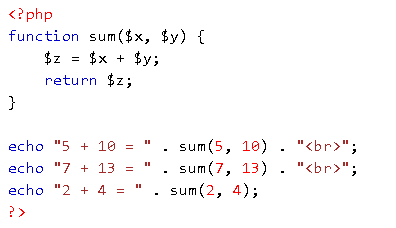 <?php
function sum($x, $y) {
    $z = $x + $y;
    return $z;
}

echo "5 + 10 = " . sum(5, 10) . "<br>";
echo "7 + 13 = " . sum(7, 13) . "<br>";
echo "2 + 4 = " . sum(2, 4);
?>